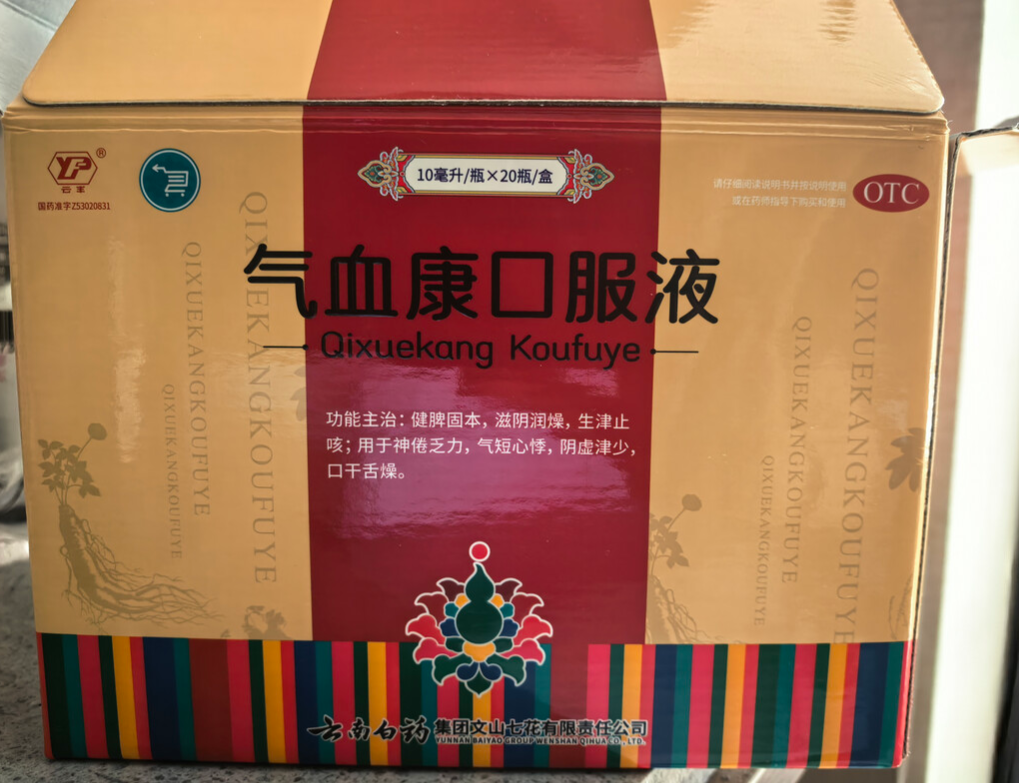 YP®
云丰
国药准字Z53020831
10毫升/瓶×20瓶/盒
请仔细阅读说明书并按说明使用
或在药师指导下购买和使用
OTC
气血康口服液
Qixuekang Koufuye
功能主治：健脾固本，滋阴润燥，生津止
咳；用于神倦乏力，气短心悸，阴虚津少，
口干舌燥。
QIXUEKANGKOUFUYE
QIXUEKANGKOUFUYE
QIXUEKANGKOUFUYE
QIXUEKANGKOUFUYE
QIXUEKANGKOUFUYE
QIXUEKANGKOUFUYE
云南白药集团文山七花有限责任公司
YUNNAN BAIYAO GROUP WENSHAN QIHUA CO.,LTD.